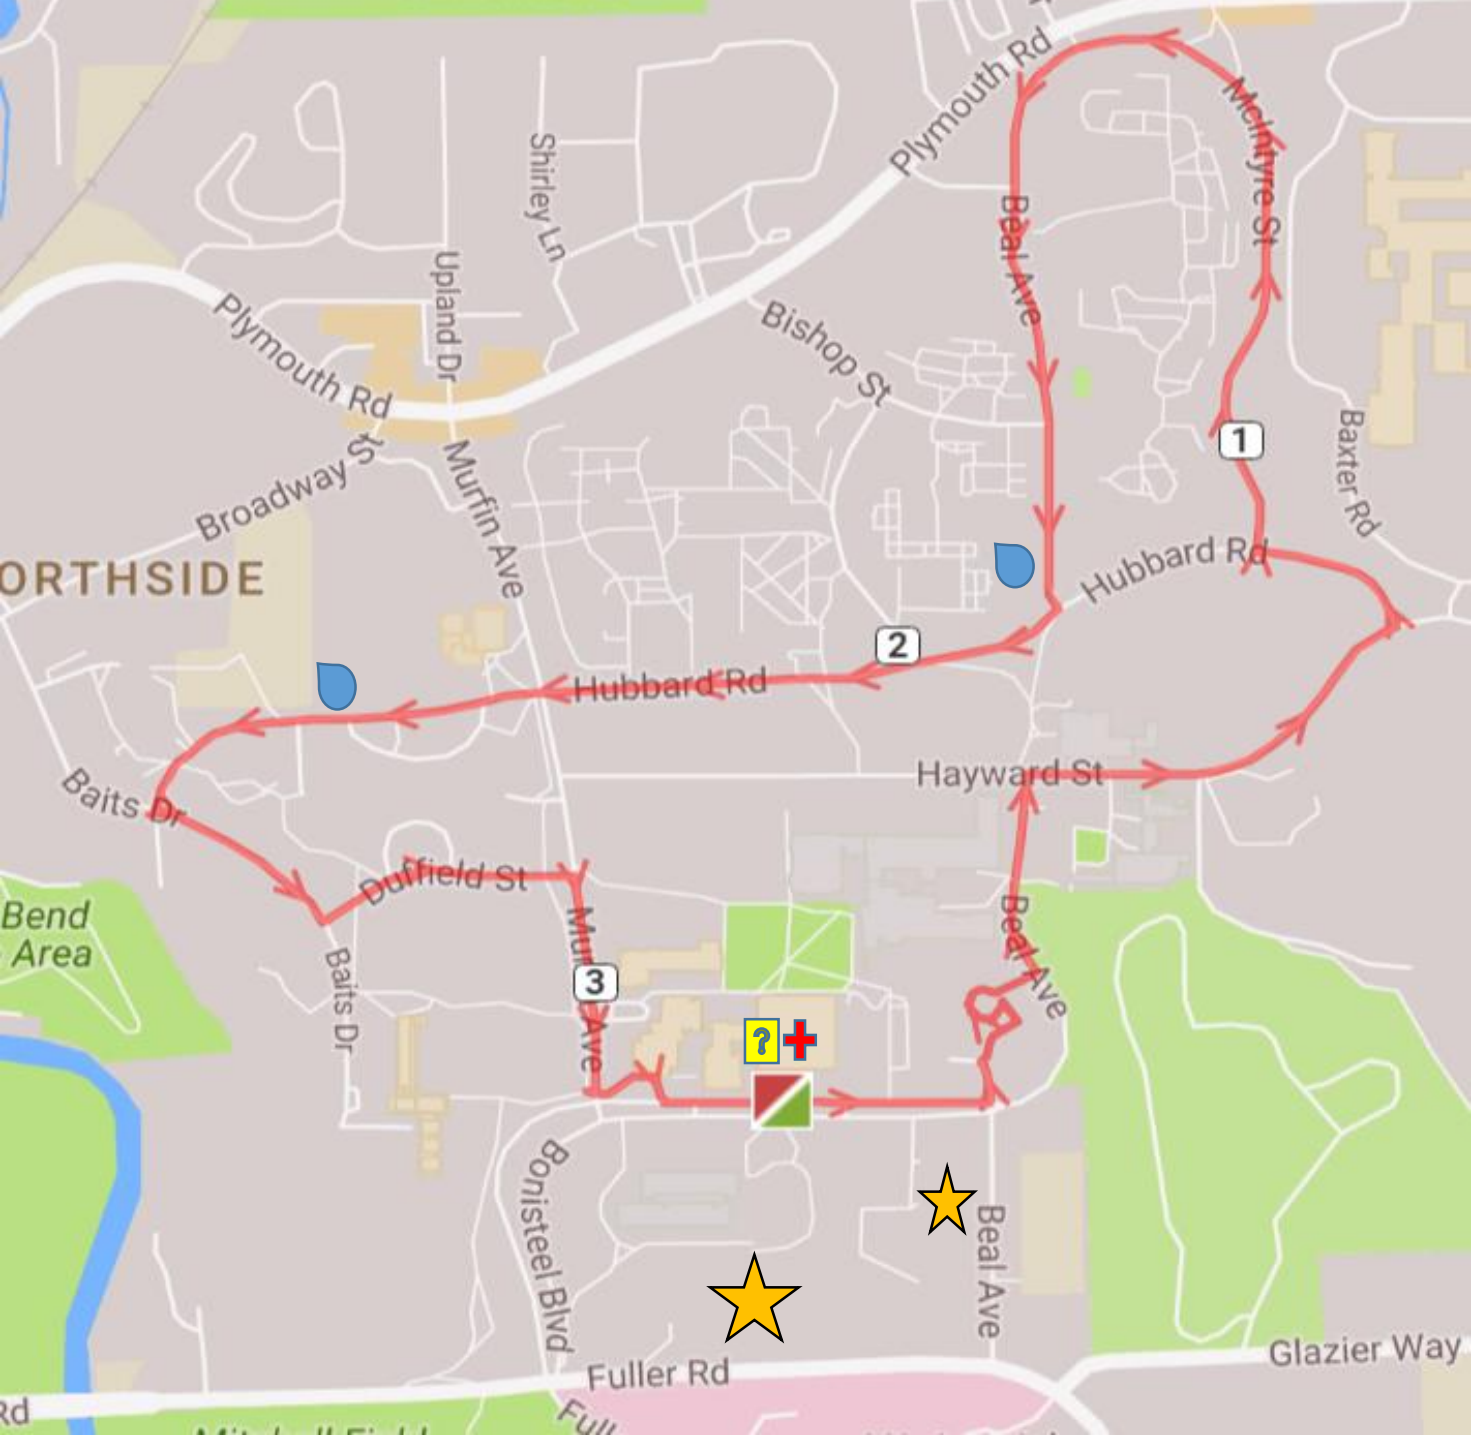 Plymouth Rd
McIntyre St
Shirley Ln
Beal Ave
Upland Dr
Plymouth Rd
Bishop St
Broadway St
Murfin Ave
1
Baxter Rd
Hubbard Rd
ORTHSIDE
2
Hubbard Rd
Hayward St
Baits Dr
Duffield St
Bend
Area
Beal Ave
Baits Dr
3
Ave
?
Bonisteel Blvd
Beal Ave
Fuller Rd
Glazier Way
Rd
Full